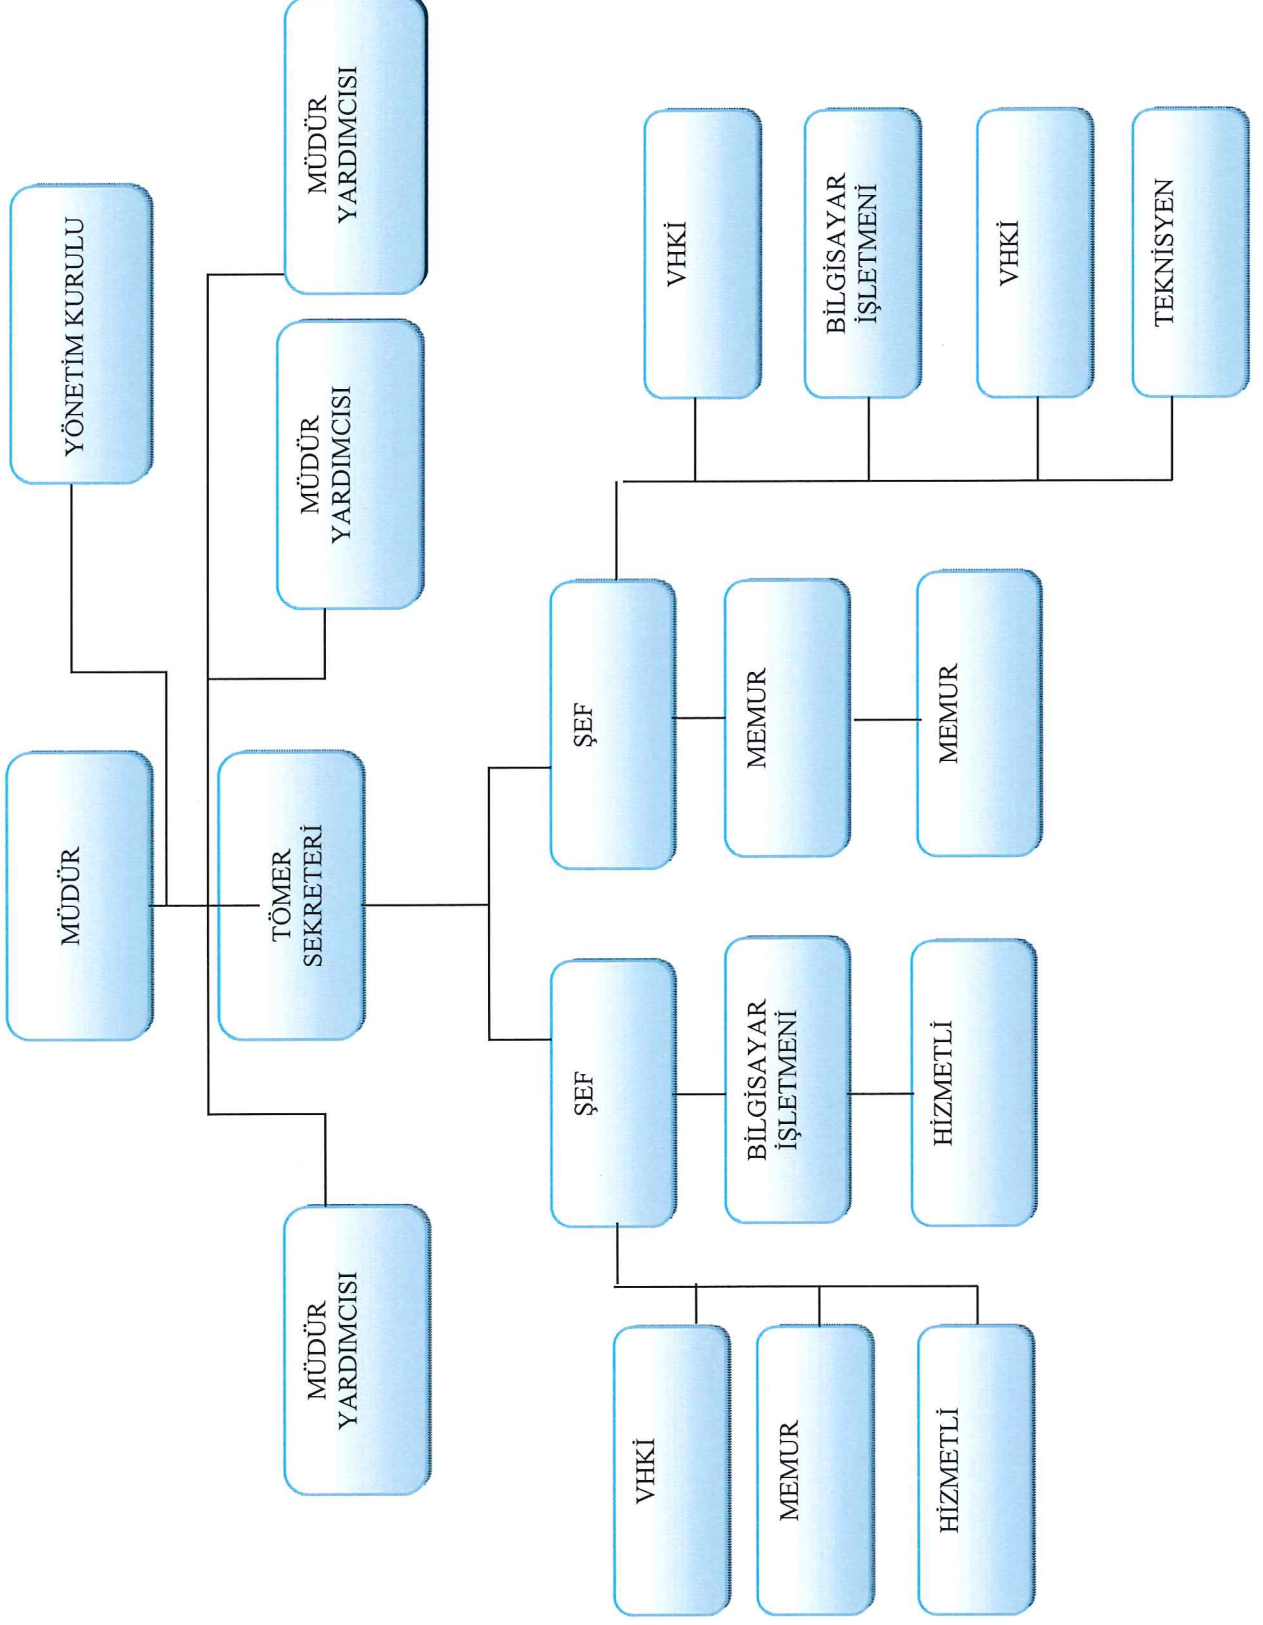 MÜDÜR
YÖNETİM KURULU
MÜDÜR
YARDIMCISI
TÖMER
SEKRETERİ
MÜDÜR
YARDIMCISI
MÜDÜR
YARDIMCISI
ŞEF
ŞEF
VHKİ
VHKİ
MEMUR
BİLGİSAYAR
İŞLETMENİ
MEMUR
BİLGİSAYAR
İŞLETMENİ
HİZMETLİ
HİZMETLİ
MEMUR
VHKİ
TEKNİSYEN